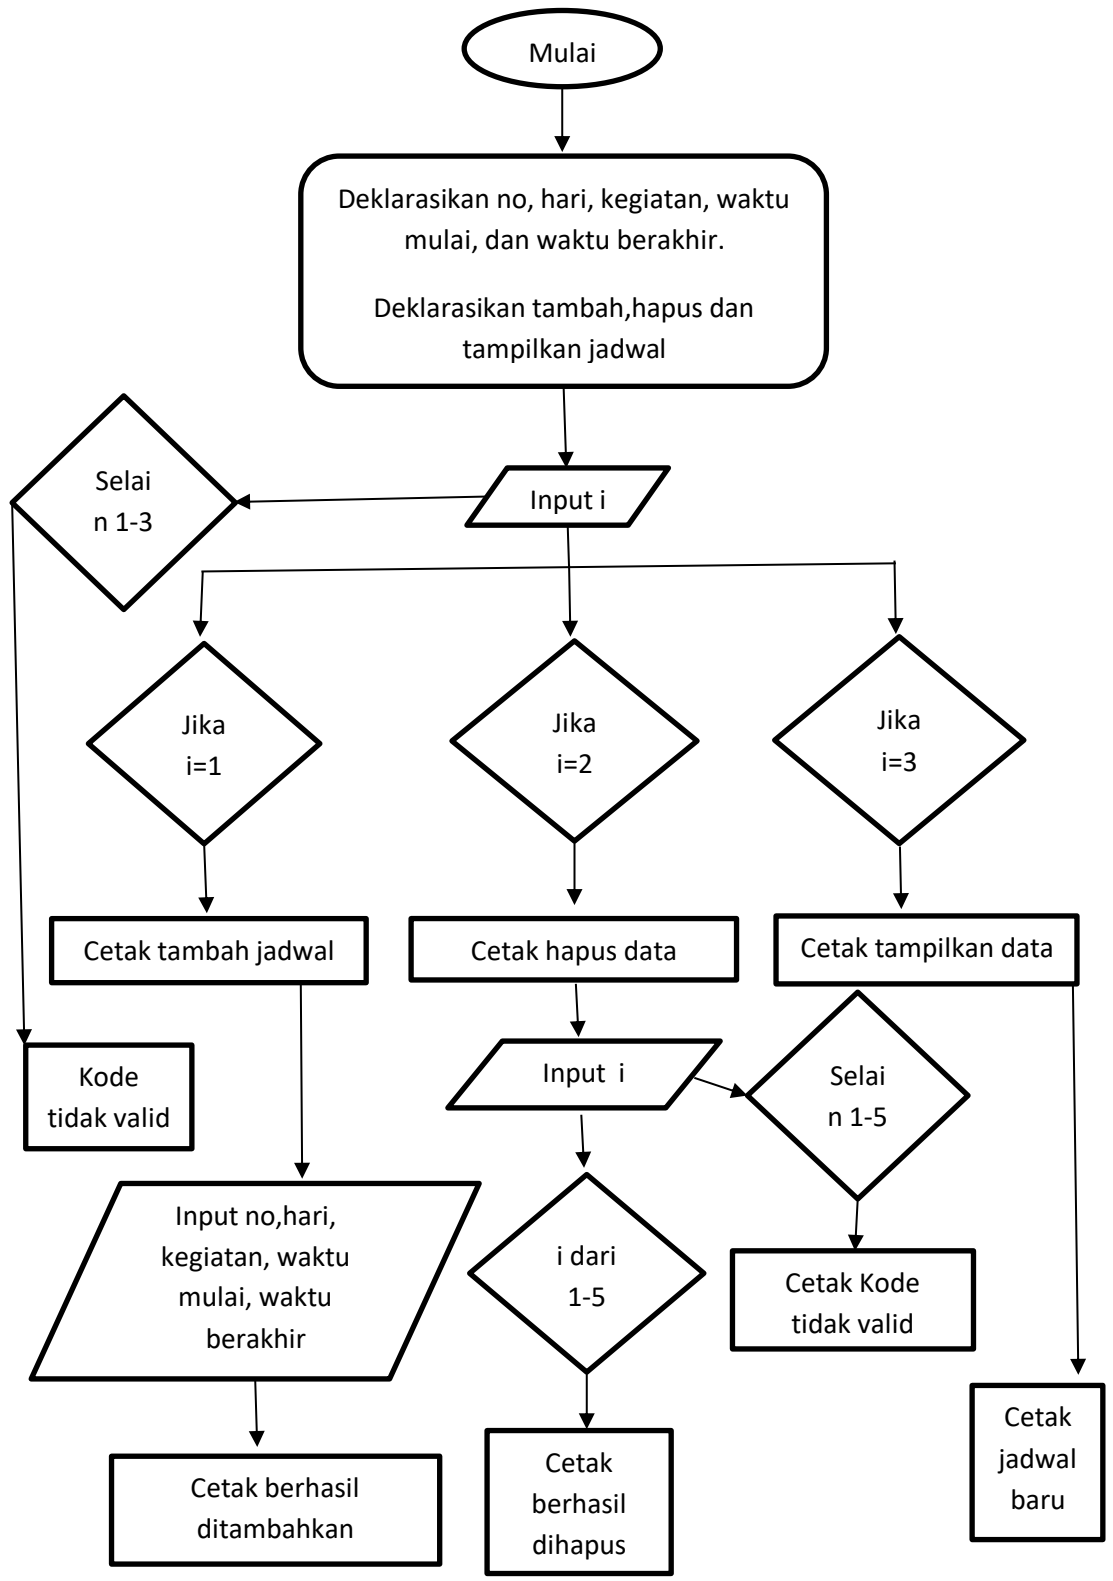 Mulai
Deklarasikan no, hari, kegiatan, waktu
mulai, dan waktu berakhir.
Deklarasikan tambah,hapus dan
tampilkan jadwal
Selai
n 1-3
Input i
Jika
i=1
Jika
i=2
Jika
i=3
Cetak tambah jadwal
Cetak hapus data
Cetak tampilkan data
Kode
tidak valid
Input  i
Selai
n 1-5
Input no,hari,
kegiatan, waktu
mulai, waktu
berakhir
i dari
1-5
Cetak Kode
tidak valid
Cetak
jadwal
baru
Cetak berhasil
ditambahkan
Cetak
berhasil
dihapus